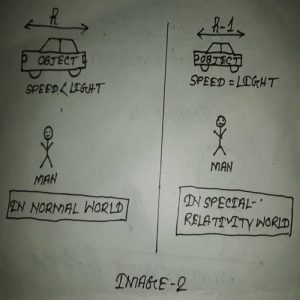 R
OBJECT
SPEED < LIGHT
MAN
IN NORMAL WORLD
R-1
OBJECT
SPEED = LIGHT
MAN
IN SPECIAL-
RELATIVITY WORLD
IMAGE-2